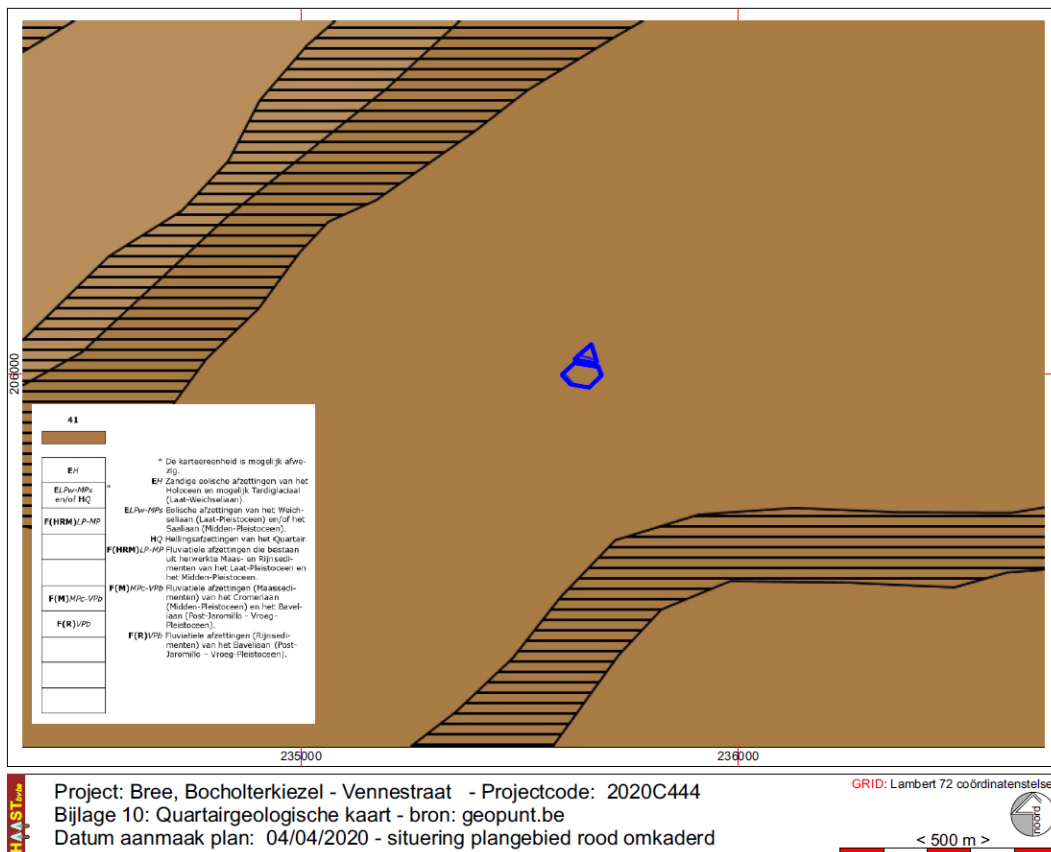 206000
41
EH
ELPw-MPs
en/of HQ
*
F(HRM)LP-MP
F(M)MPc-VPb
F(R)VPb
* De karteereenheid is mogelijk afwe-
zig.
EH Zandige eolische afzettingen van het
Holoceen en mogelijk Tardiglaciaal
(Laat-Weichseliaan).
ELPw-MPs Eolische afzettingen van het Weich-
seliaan (Laat-Pleistoceen) en/of het
Saaliaan (Midden-Pleistoceen).
HQ Hellingsafzettingen van het Quartair.
F(HRM)LP-MP Fluviatiele afzettingen die bestaan
uit herwerkte Maas- en Rijnsedi-
menten van het Laat-Pleistoceen en
het Midden-Pleistoceen.
F(M)MPc-VPb Fluviatiele afzettingen (Maassedi-
menten) van het Cromeriaan
(Midden-Pleistoceen) en het Bavel-
iaan (Post-Jaromillo - Vroeg-
Pleistoceen).
F(R)VPb Fluviatiele afzettingen (Rijnsedi-
menten) van het Baveliaan (Post-
Jaromillo – Vroeg-Pleistoceen).
235000
236000
HAAST bvba
Project: Bree, Bocholterkiezel - Vennestraat - Projectcode: 2020C444
Bijlage 10: Quartairgeologische kaart - bron: geopunt.be
Datum aanmaak plan: 04/04/2020 - situering plangebied rood omkaderd
GRID: Lambert 72 coördinatenstelse
noord
< 500 m >